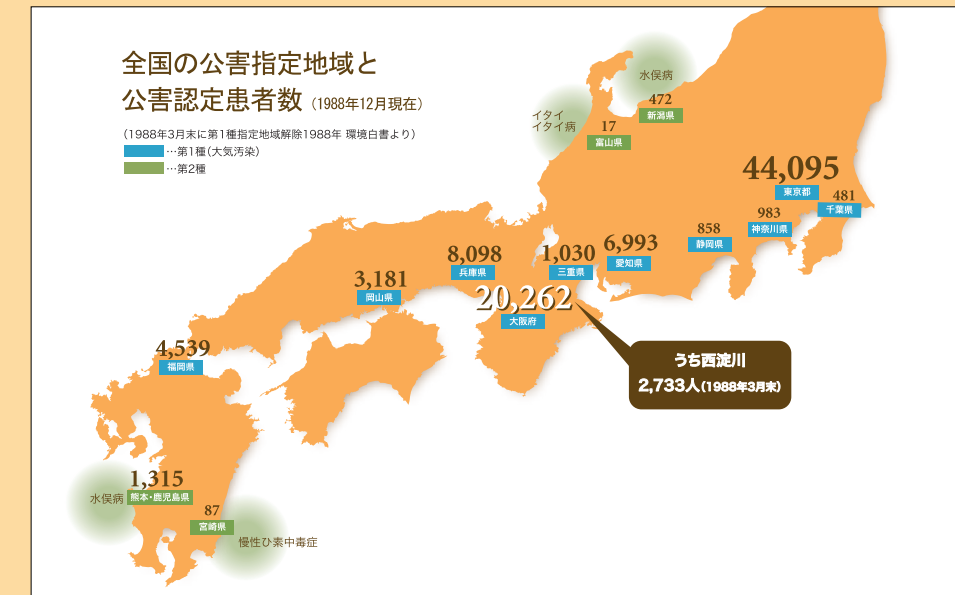 全国の公害指定地域と
公害認定患者数（1988年12月現在）
（1988年3月末に第1種指定地域解除1988年 環境白書より）
…第1種（大気汚染）
…第2種
水俣病
472
新潟県
イタイ
イタイ病
17
富山県
44,095
東京都
481
千葉県
983
神奈川県
858
静岡県
6,993
愛知県
1,030
三重県
8,098
兵庫県
3,181
岡山県
20,262
大阪府
うち西淀川
2,733人（1988年3月末）
4,539
福岡県
1,315
水俣病
熊本・鹿児島県
87
宮崎県
慢性ひ素中毒症